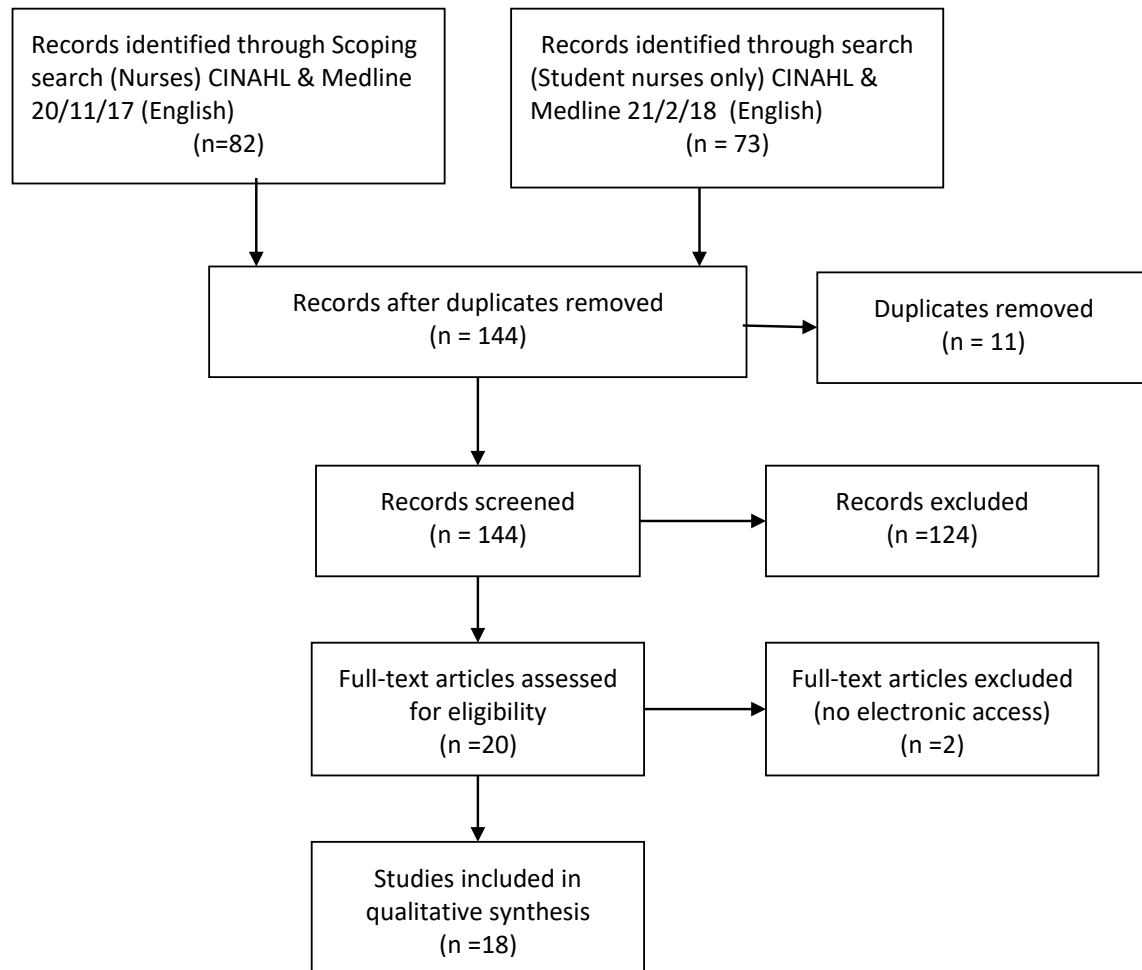 Records identified through Scoping
search (Nurses) CINAHL & Medline
20/11/17 (English)
(n=82)
Records identified through search
(Student nurses only) CINAHL &
Medline 21/2/18 (English)
(n = 73)
Records after duplicates removed
(n = 144)
Duplicates removed
(n = 11)
Records screened
(n = 144)
Records excluded
(n =124)
Full-text articles assessed
for eligibility
(n =20)
Full-text articles excluded
(no electronic access)
(n =2)
Studies included in
qualitative synthesis
(n =18)